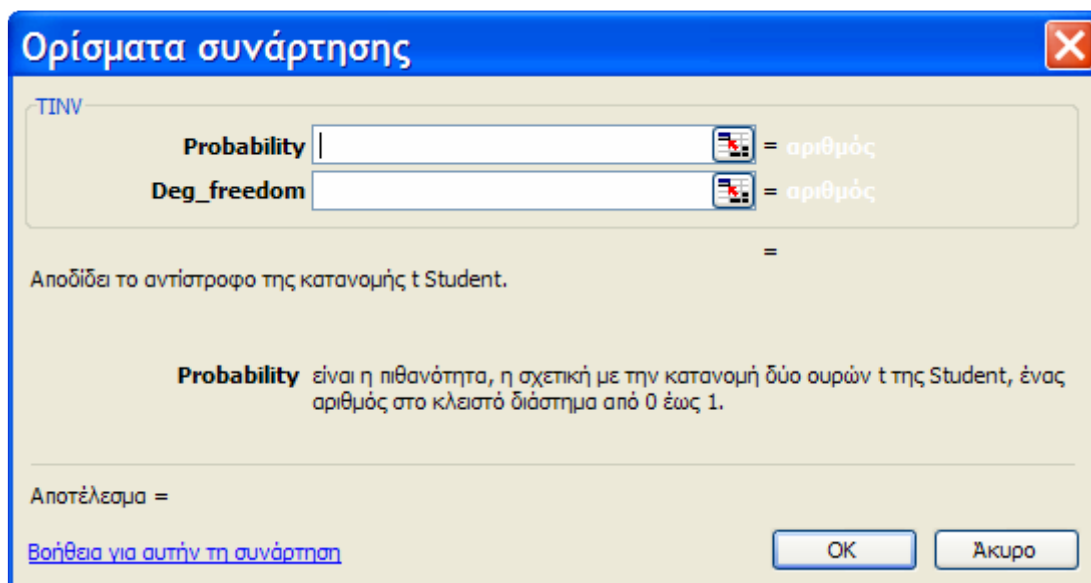 Ορίσματα συνάρτησης
TINV
Probability = αριθμός
Deg_freedom = αριθμός
=
Αποδίδει το αντίστροφο της κατανομής t Student.
Probability είναι η πιθανότητα, η σχετική με την κατανομή δύο ουρών t της Student, ένας
αριθμός στο κλειστό διάστημα από 0 έως 1.
Αποτέλεσμα =
Βοήθεια για αυτήν τη συνάρτηση OK Άκυρο